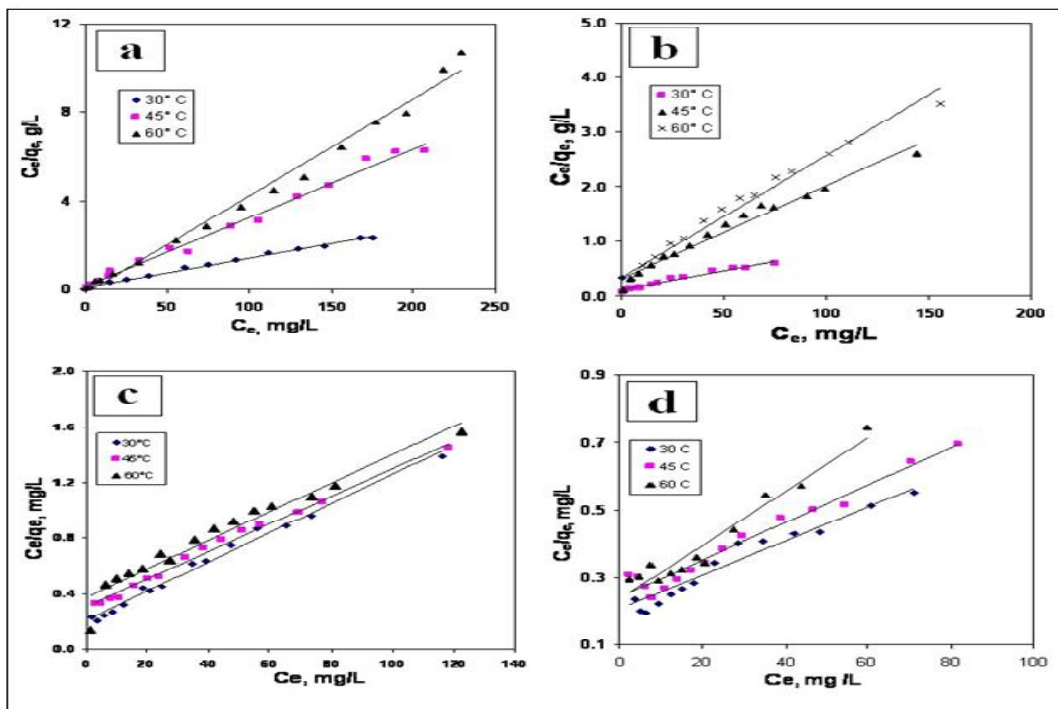 a
30° C
45° C
60° C
12
8
4
0
0
50
100
150
200
250
Ce/qe, g/L
Ce, mg/L
b
30° C
45° C
60° C
5.0
4.0
3.0
2.0
1.0
0.0
0
50
100
150
200
Ce/qe, g/L
Ce, mg/L
c
30°C
45°C
60°C
2.0
1.6
1.2
0.8
0.4
0.0
0
20
40
60
80
100
120
140
Ce/qe, mg/L
Ce, mg/L
d
30 C
45 C
60 C
0.9
0.7
0.5
0.3
0.1
0
20
40
60
80
100
Ce/qe, mg/L
Ce, mg /L